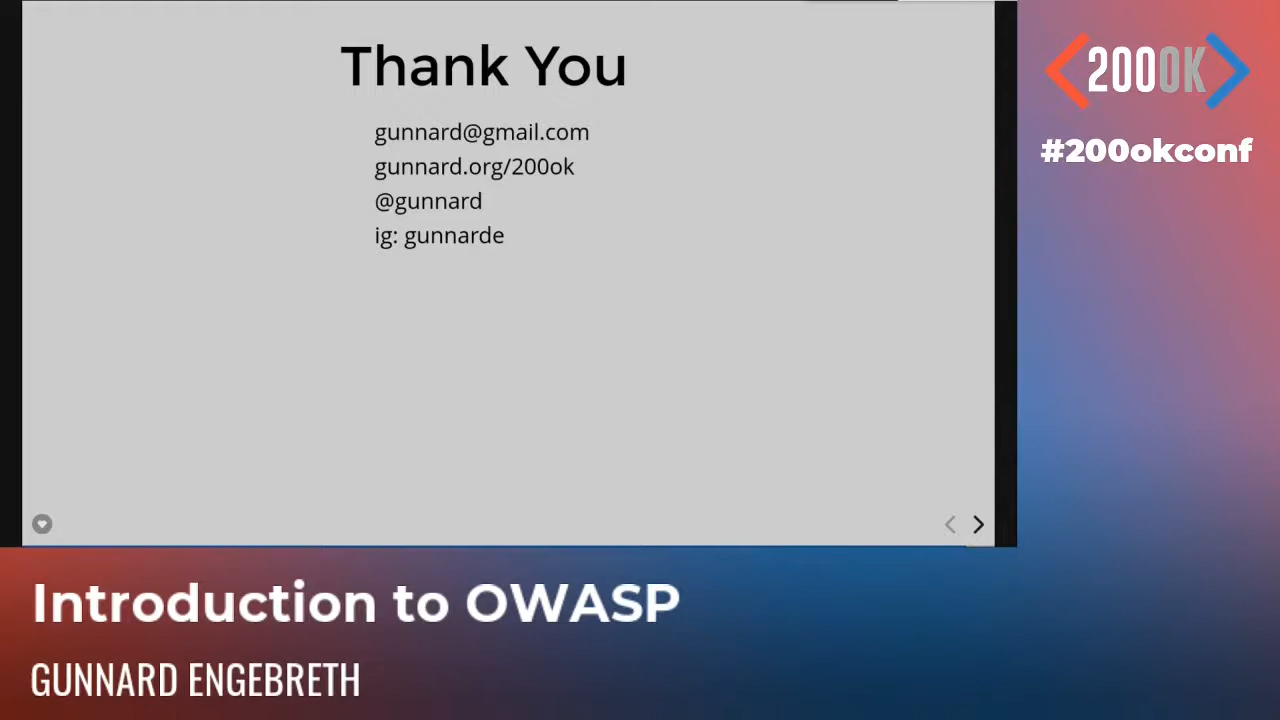 Thank You
gunnard@gmail.com
gunnard.org/200ok
@gunnard
ig: gunnarde
200OK
#200okconf
Introduction to OWASP
GUNNARD ENGEBRETH